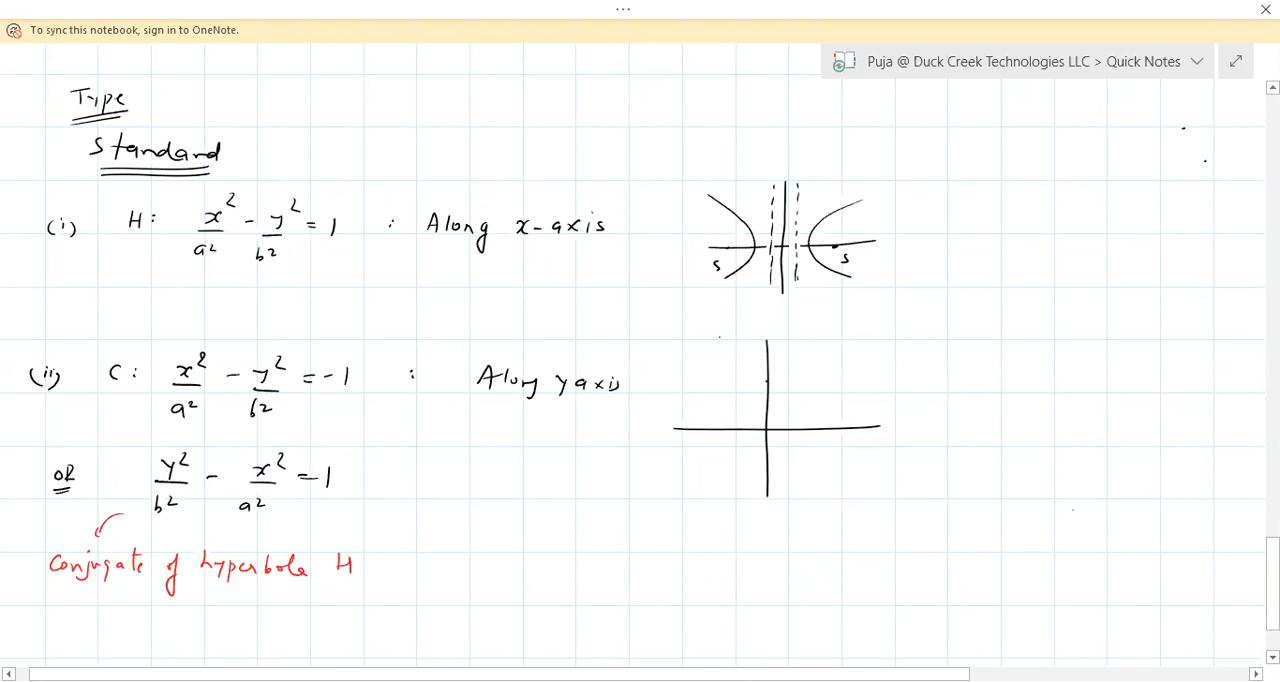 ...
To sync this notebook, sign in to OneNote.
Puja @ Duck Creek Technologies LLC > Quick Notes
Type
Standard
(i) H: x²/a² - y²/b² = 1 : Along x-axis
S S
(ii) C: x²/a² - y²/b² = -1 : Along y axis
OR y²/b² - x²/a² = 1
Conjugate of hyperbola H